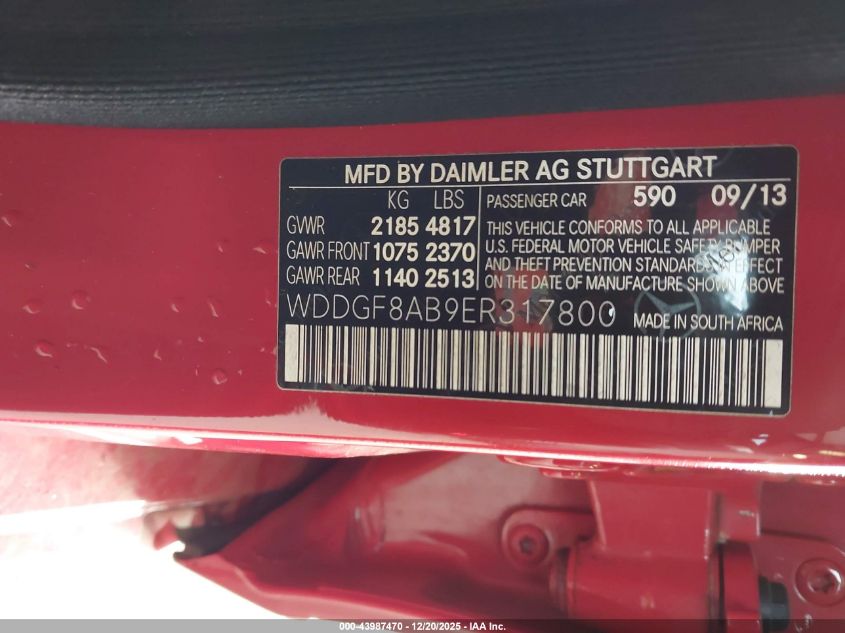 MFD BY DAIMLER AG STUTTGART
KG LBS
GVWR 2185 4817
GAWR FRONT 1075 2370
GAWR REAR 1140 2513
PASSENGER CAR 590 09/13
THIS VEHICLE CONFORMS TO ALL APPLICABLE
U.S. FEDERAL MOTOR VEHICLE SAFETY BUMPER
AND THEFT PREVENTION STANDARDS IN EFFECT
ON THE DATE OF MANUFACTURE SHOWN ABOVE
WDDGF8AB9ER317800 MADE IN SOUTH AFRICA
000-43987470 - 12/20/2025 - IAA Inc.